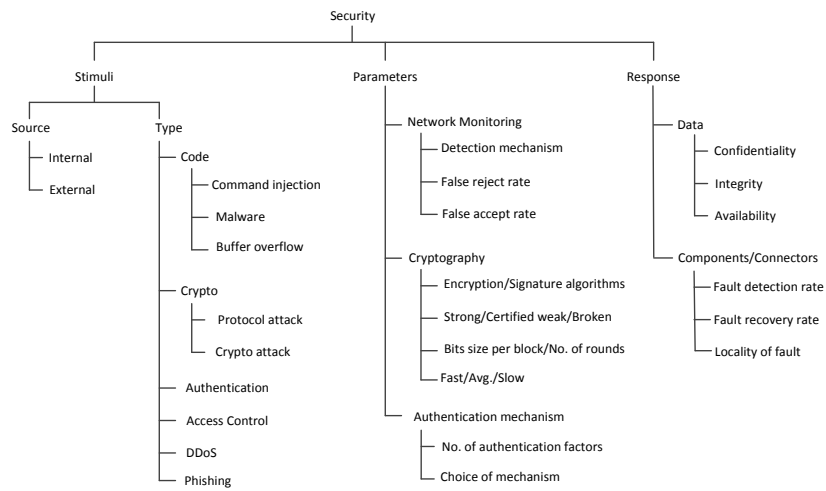 Security
Stimuli
Parameters
Response
Source
Internal
External
Type
Code
Command injection
Malware
Buffer overflow
Crypto
Protocol attack
Crypto attack
Authentication
Access Control
DDoS
Phishing
Network Monitoring
Detection mechanism
False reject rate
False accept rate
Cryptography
Encryption/Signature algorithms
Strong/Certified weak/Broken
Bits size per block/No. of rounds
Fast/Avg./Slow
Authentication mechanism
No. of authentication factors
Choice of mechanism
Data
Confidentiality
Integrity
Availability
Components/Connectors
Fault detection rate
Fault recovery rate
Locality of fault